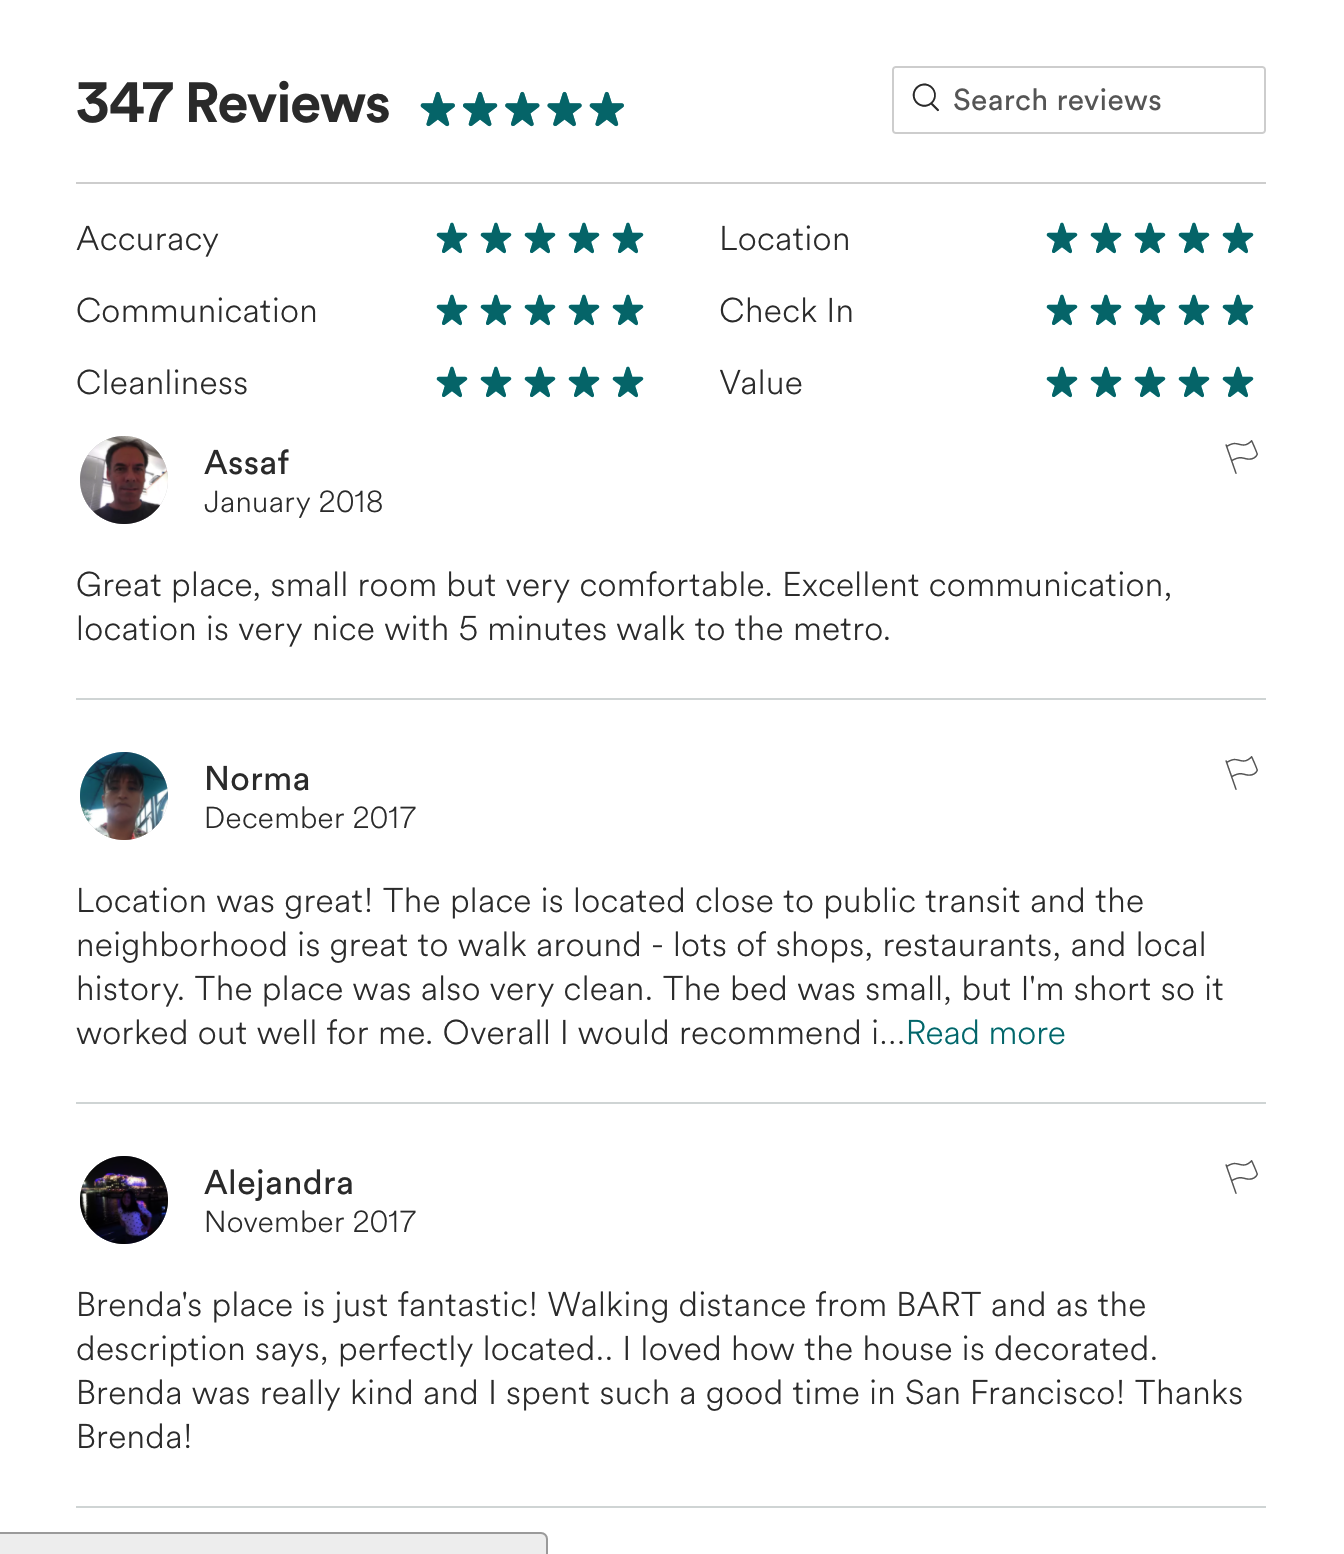 347 Reviews
Search reviews
Accuracy
Location
Communication
Check In
Cleanliness
Value
Assaf
January 2018
Great place, small room but very comfortable. Excellent communication,
location is very nice with 5 minutes walk to the metro.
Norma
December 2017
Location was great! The place is located close to public transit and the
neighborhood is great to walk around - lots of shops, restaurants, and local
history. The place was also very clean. The bed was small, but I'm short so it
worked out well for me. Overall I would recommend i...Read more
Alejandra
November 2017
Brenda's place is just fantastic! Walking distance from BART and as the
description says, perfectly located.. I loved how the house is decorated.
Brenda was really kind and I spent such a good time in San Francisco! Thanks
Brenda!